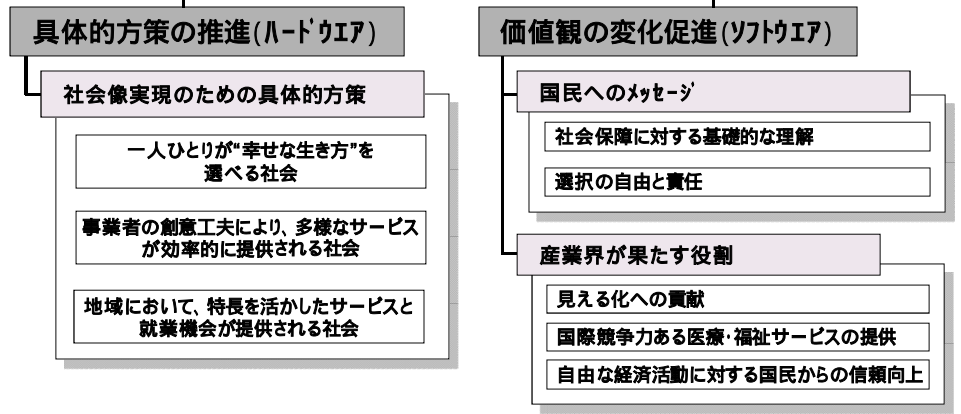 具体的方策の推進(ﾊｰﾄﾞｳｴｱ)
社会像実現のための具体的方策
一人ひとりが“幸せな生き方”を
選べる社会
事業者の創意工夫により、多様なサービス
が効率的に提供される社会
地域において、特長を活かしたサービスと
就業機会が提供される社会
価値観の変化促進(ｿﾌﾄｳｴｱ)
国民へのﾒｯｾｰｼﾞ
社会保障に対する基礎的な理解
選択の自由と責任
産業界が果たす役割
見える化への貢献
国際競争力ある医療・福祉サービスの提供
自由な経済活動に対する国民からの信頼向上